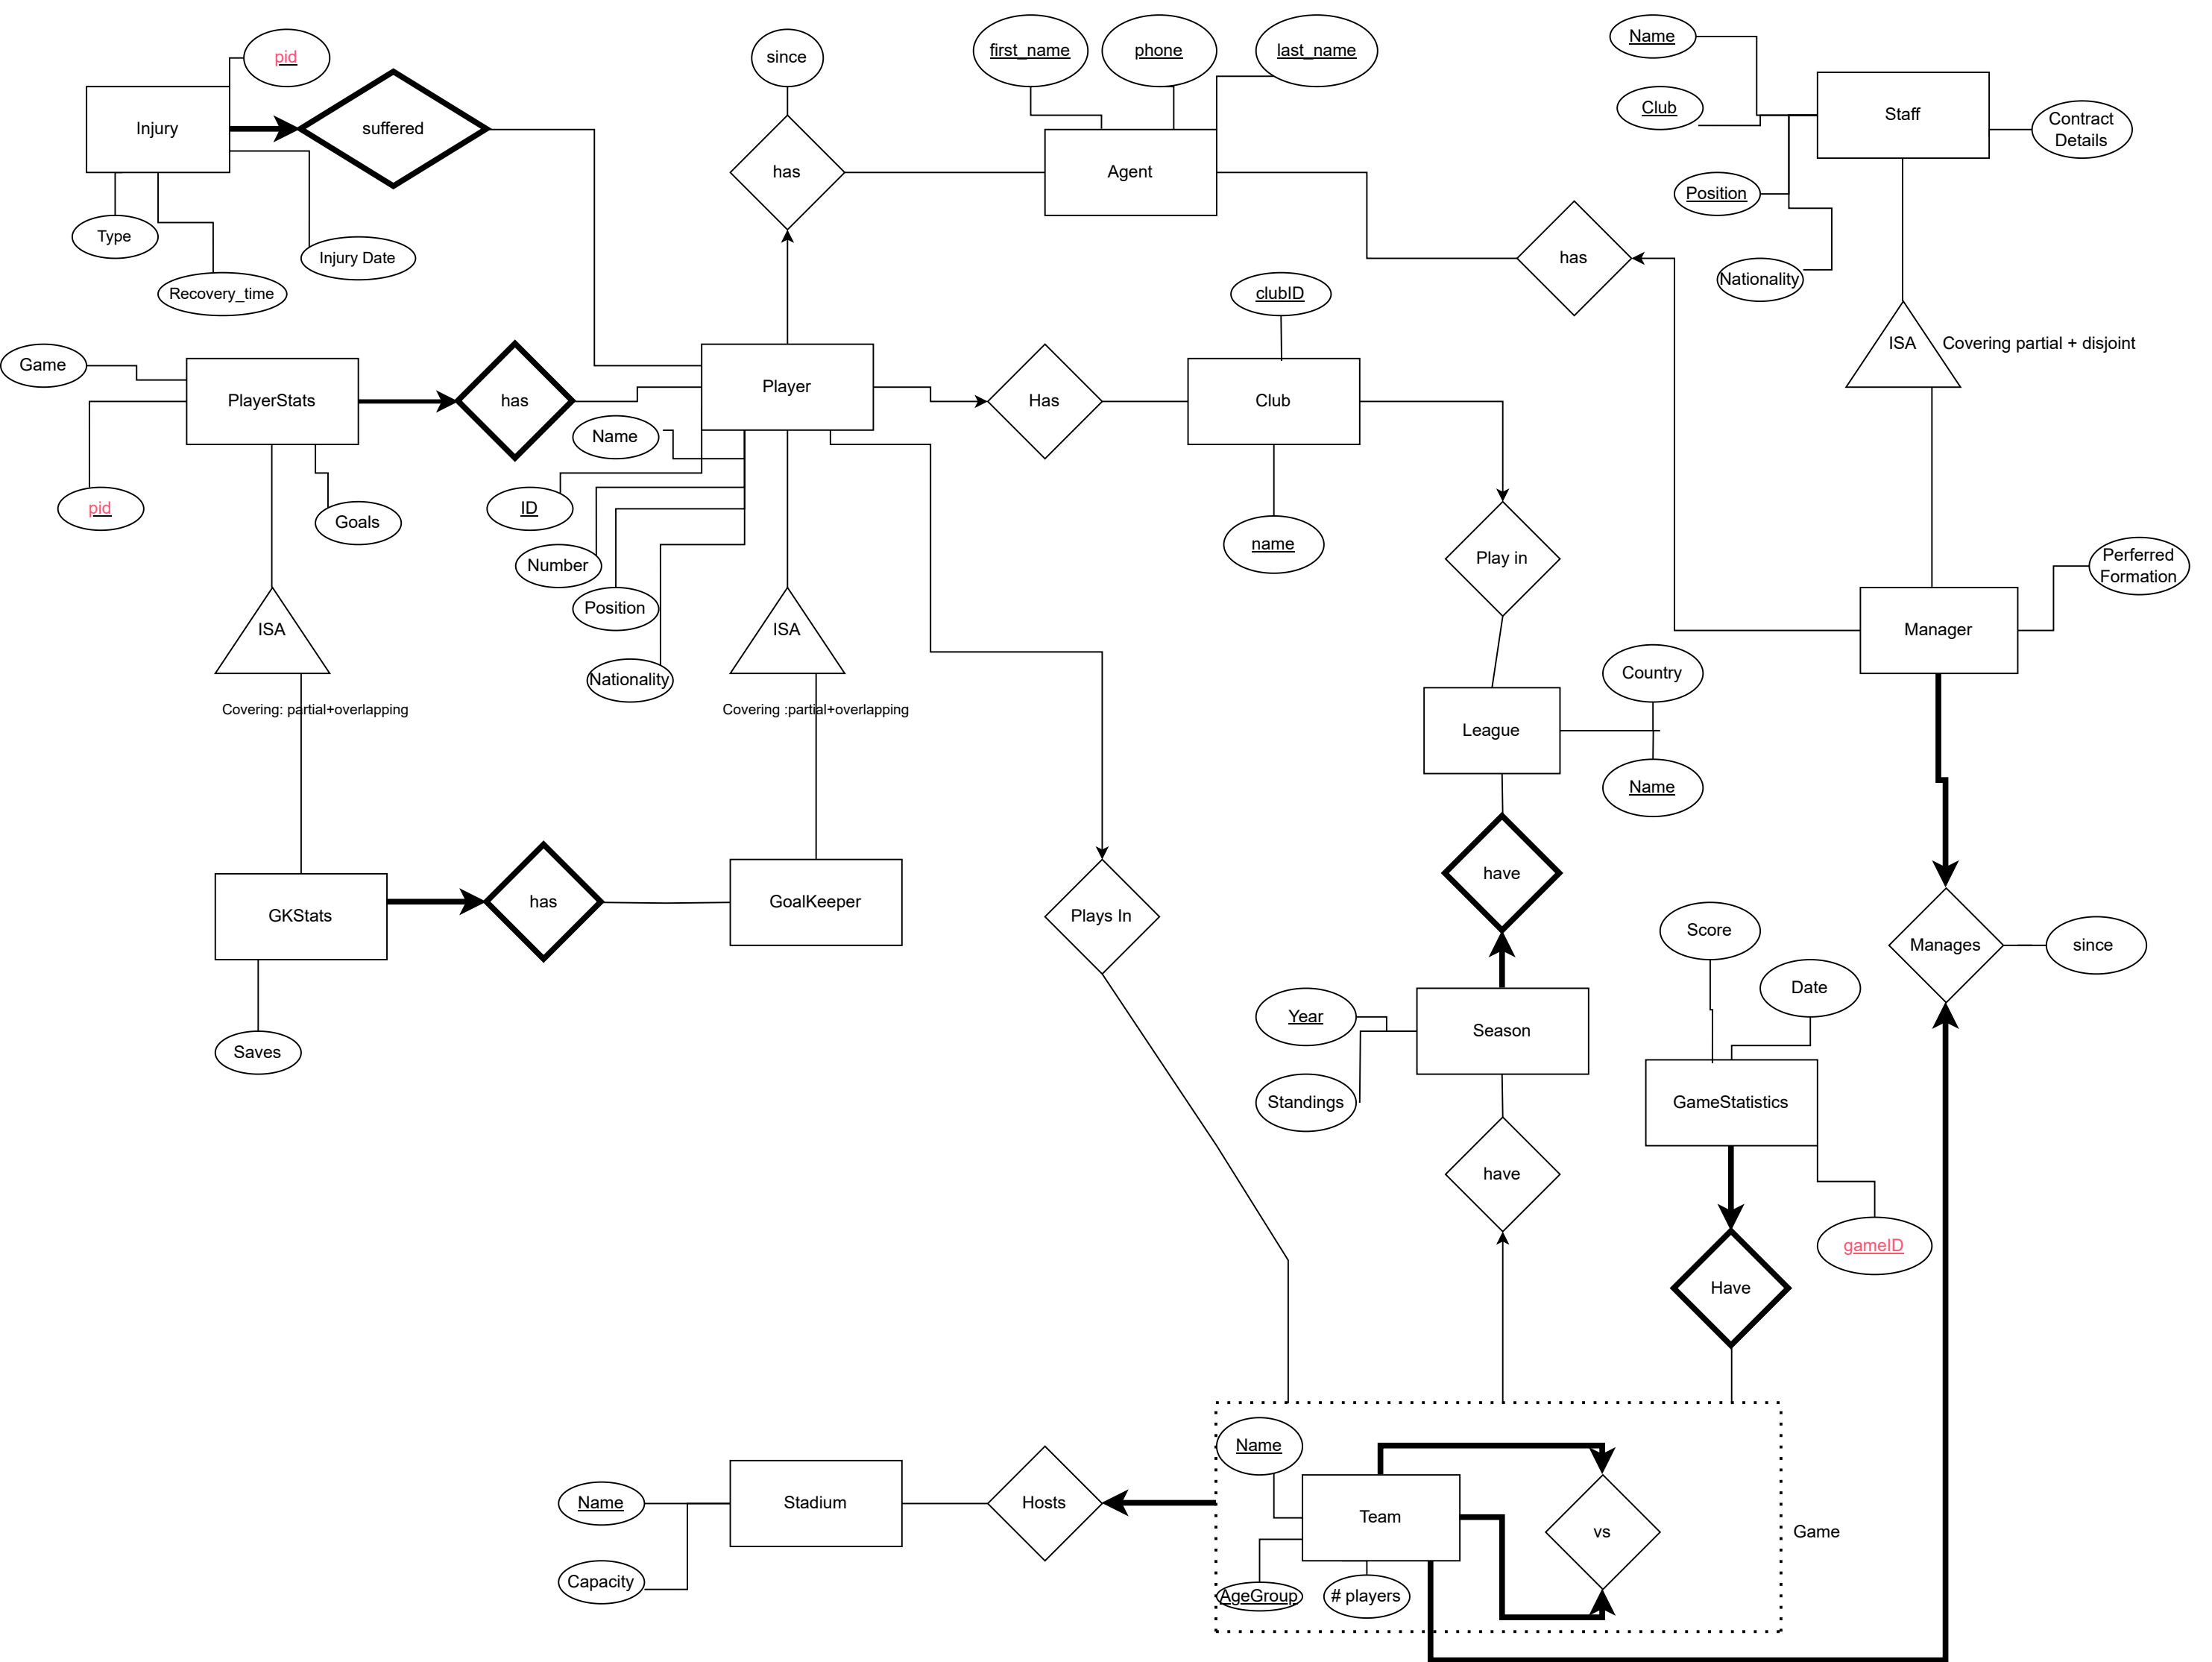 pid
since
first_name
phone
last_name
Name
Injury
suffered
has
Agent
Club
Staff
Contract
Details
Position
Type
Injury Date
Recovery_time
has
Nationality
clubID
ISA
Covering partial + disjoint
Game
PlayerStats
has
Player
Has
Club
Name
pid
Goals
ID
Number
Position
Nationality
name
Play in
Perferred
Formation
ISA
ISA
Manager
Covering: partial+overlapping
Covering :partial+overlapping
League
Country
Name
GKStats
has
GoalKeeper
Plays In
have
Score
Manages
since
Date
Saves
Year
Season
Standings
GameStatistics
have
gameID
Have
Name
Name
Stadium
Hosts
Team
vs
Game
Capacity
AgeGroup
# players